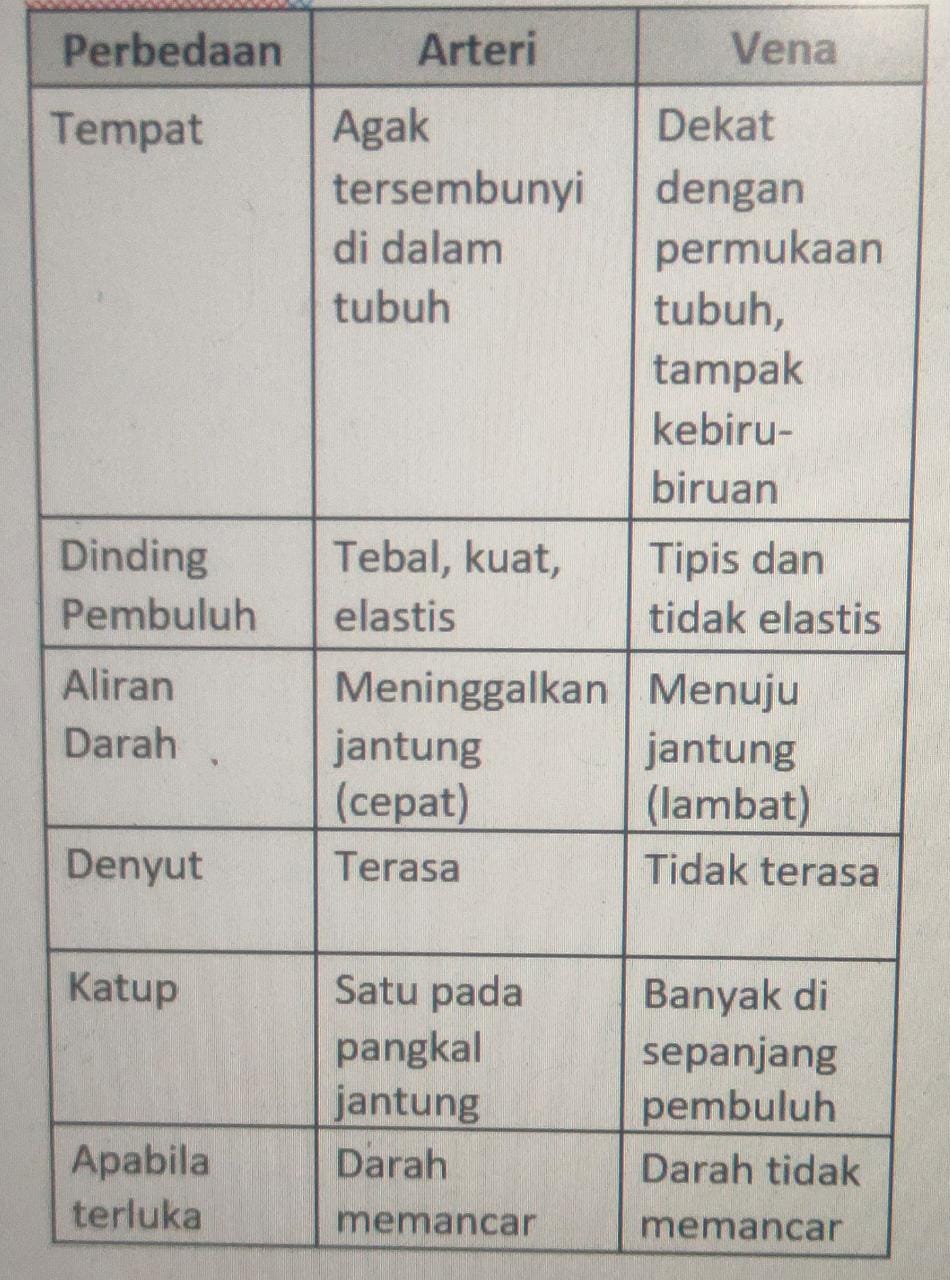 Perbedaan Arteri Vena
Tempat
Agak
tersembunyi
di dalam
tubuh
Dekat
dengan
permukaan
tubuh,
tampak
kebiru-
biruan
Dinding
Pembuluh
Tebal, kuat,
elastis
Tipis dan
tidak elastis
Aliran
Darah
Meninggalkan
jantung
(cepat)
Menuju
jantung
(lambat)
Denyut
Terasa
Tidak terasa
Katup
Satu pada
pangkal
jantung
Banyak di
sepanjang
pembuluh
Apabila
terluka
Darah
memancar
Darah tidak
memancar